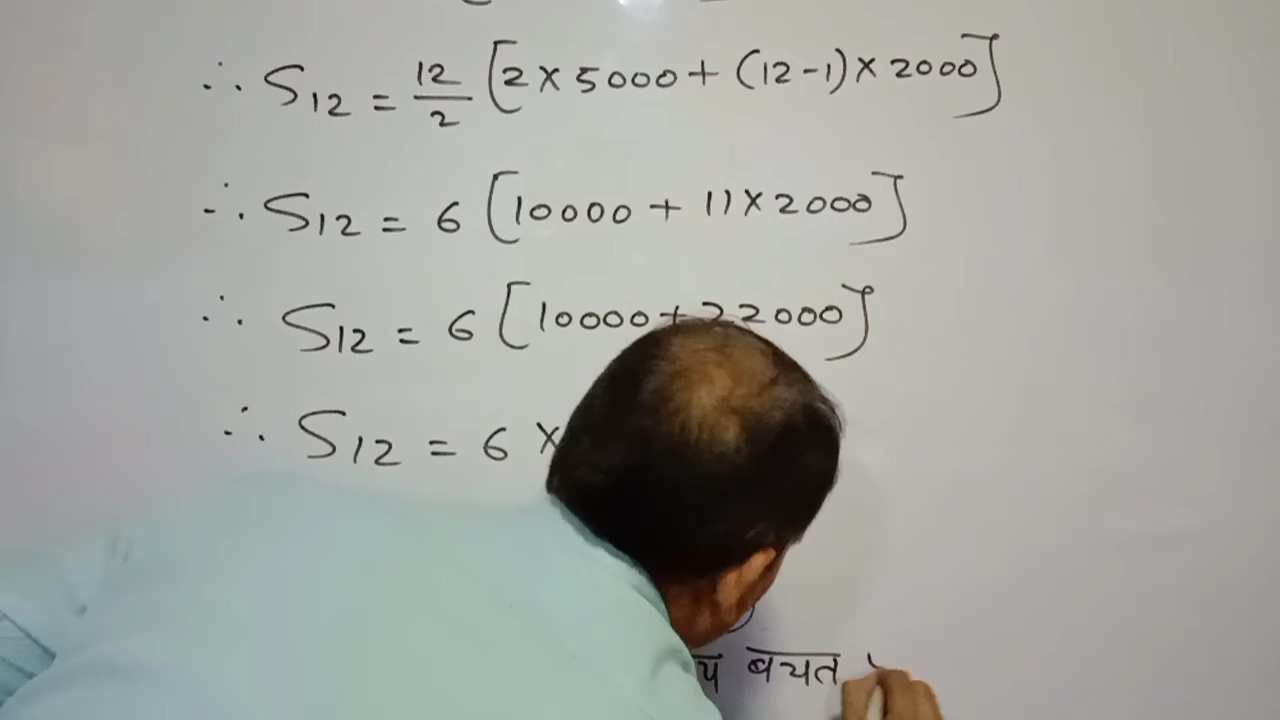 ∴ S12 = 12/2 [2 × 5000 + (12-1) × 2000]
∴ S12 = 6 [10000 + 11 × 2000]
∴ S12 = 6 [10000 + 22000]
∴ S12 = 6 ×
बचत